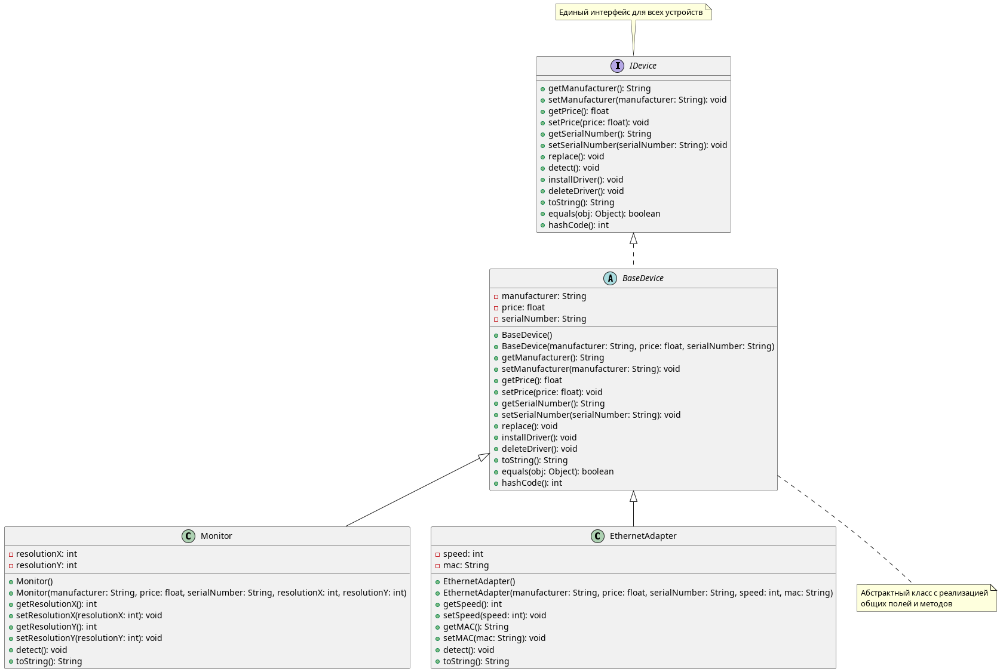 Единый интерфейс для всех устройств
I IDevice
getManufacturer(): String
setManufacturer(manufacturer: String): void
getPrice(): float
setPrice(price: float): void
getSerialNumber(): String
setSerialNumber(serialNumber: String): void
replace(): void
detect(): void
installDriver(): void
deleteDriver(): void
toString(): String
equals(obj: Object): boolean
hashCode(): int
A BaseDevice
manufacturer: String
price: float
serialNumber: String
BaseDevice()
BaseDevice(manufacturer: String, price: float, serialNumber: String)
getManufacturer(): String
setManufacturer(manufacturer: String): void
getPrice(): float
setPrice(price: float): void
getSerialNumber(): String
setSerialNumber(serialNumber: String): void
replace(): void
installDriver(): void
deleteDriver(): void
toString(): String
equals(obj: Object): boolean
hashCode(): int
C Monitor
resolutionX: int
resolutionY: int
Monitor()
Monitor(manufacturer: String, price: float, serialNumber: String, resolutionX: int, resolutionY: int)
getResolutionX(): int
setResolutionX(resolutionX: int): void
getResolutionY(): int
setResolutionY(resolutionY: int): void
detect(): void
toString(): String
C EthernetAdapter
speed: int
mac: String
EthernetAdapter()
EthernetAdapter(manufacturer: String, price: float, serialNumber: String, speed: int, mac: String)
getSpeed(): int
setSpeed(speed: int): void
getMAC(): String
setMAC(mac: String): void
detect(): void
toString(): String
Абстрактный класс с реализацией
общих полей и методов